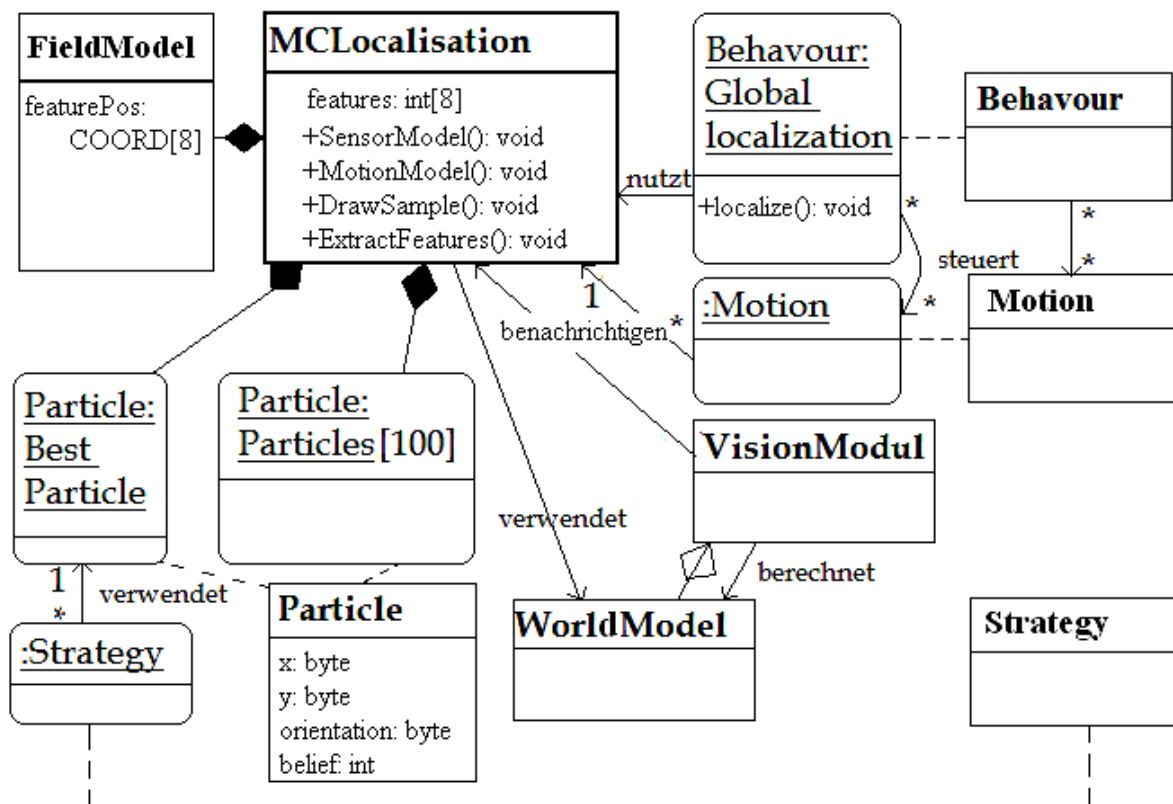 FieldModel
featurePos:
COORD[8]
MCLocalisation
features: int[8]
+SensorModel(): void
+MotionModel(): void
+DrawSample(): void
+ExtractFeatures(): void
Behavour:
Global
localization
+localize(): void
Behavour
nutzt
*
*
steuert
*
*
1
*
benachrichtigen
:Motion
Motion
Particle:
Best
Particle
Particle:
Particles[100]
VisionModul
verwendet
berechnet
1
verwendet
*
:Strategy
Particle
x: byte
y: byte
orientation: byte
belief: int
WorldModel
Strategy